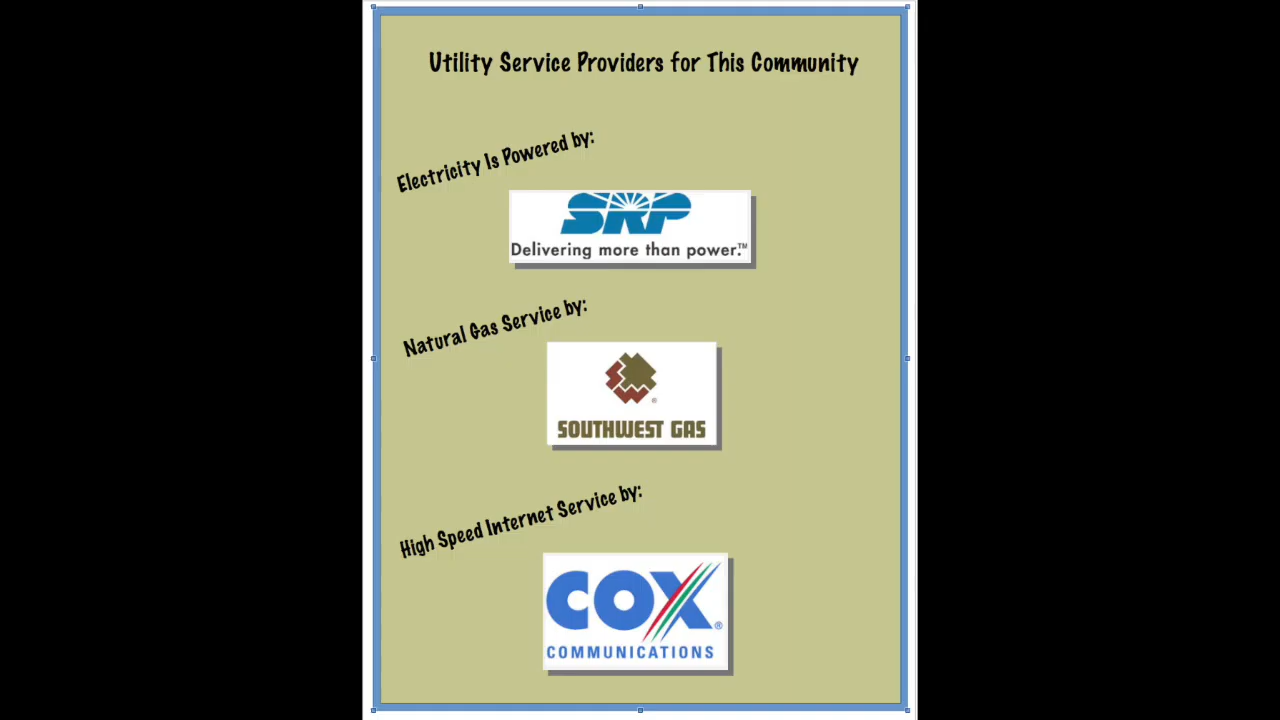 Utility Service Providers for This Community
Electricity Is Powered by:
SRP
Delivering more than power.™
Natural Gas Service by:
®
SOUTHWEST GAS
High Speed Internet Service by:
COX®
COMMUNICATIONS